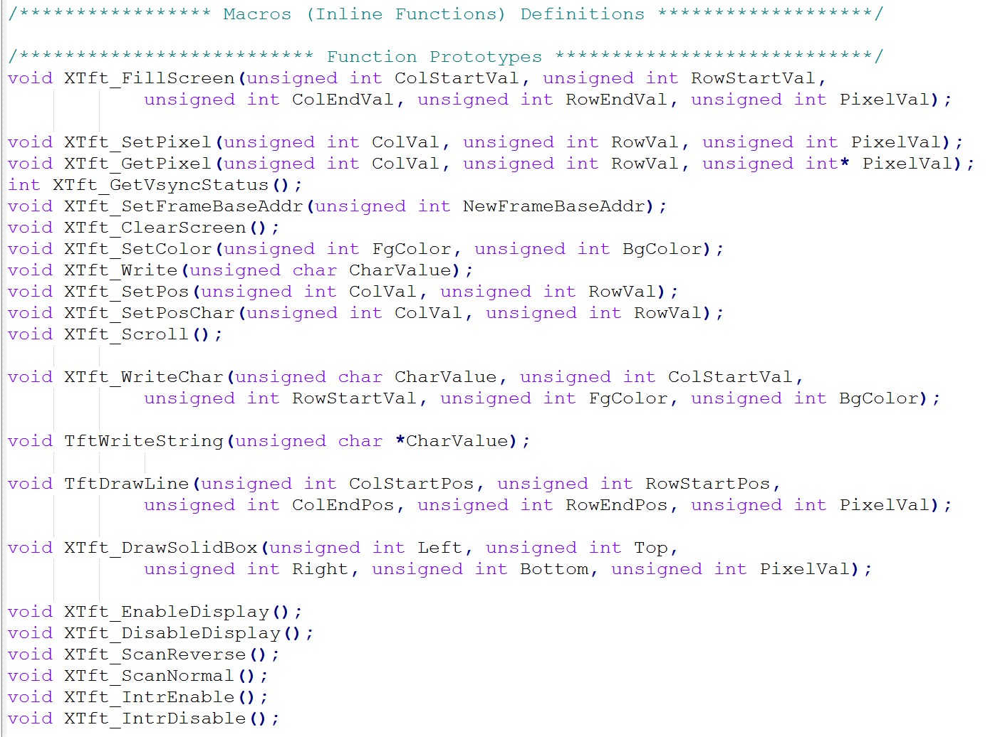 /***************** Macros (Inline Functions) Definitions *******************/
/************************** Function Prototypes ****************************/
void XTft_FillScreen(unsigned int ColStartVal, unsigned int RowStartVal,
unsigned int ColEndVal, unsigned int RowEndVal, unsigned int PixelVal);
void XTft_SetPixel(unsigned int ColVal, unsigned int RowVal, unsigned int PixelVal);
void XTft_GetPixel(unsigned int ColVal, unsigned int RowVal, unsigned int* PixelVal);
int XTft_GetVsyncStatus();
void XTft_SetFrameBaseAddr(unsigned int NewFrameBaseAddr);
void XTft_ClearScreen();
void XTft_SetColor(unsigned int FgColor, unsigned int BgColor);
void XTft_Write(unsigned char CharValue);
void XTft_SetPos(unsigned int ColVal, unsigned int RowVal);
void XTft_SetPosChar(unsigned int ColVal, unsigned int RowVal);
void XTft_Scroll();
void XTft_WriteChar(unsigned char CharValue, unsigned int ColStartVal,
unsigned int RowStartVal, unsigned int FgColor, unsigned int BgColor);
void TftWriteString(unsigned char *CharValue);
void TftDrawLine(unsigned int ColStartPos, unsigned int RowStartPos,
unsigned int ColEndPos, unsigned int RowEndPos, unsigned int PixelVal);
void XTft_DrawSolidBox(unsigned int Left, unsigned int Top,
unsigned int Right, unsigned int Bottom, unsigned int PixelVal);
void XTft_EnableDisplay();
void XTft_DisableDisplay();
void XTft_ScanReverse();
void XTft_ScanNormal();
void XTft_IntrEnable();
void XTft_IntrDisable();